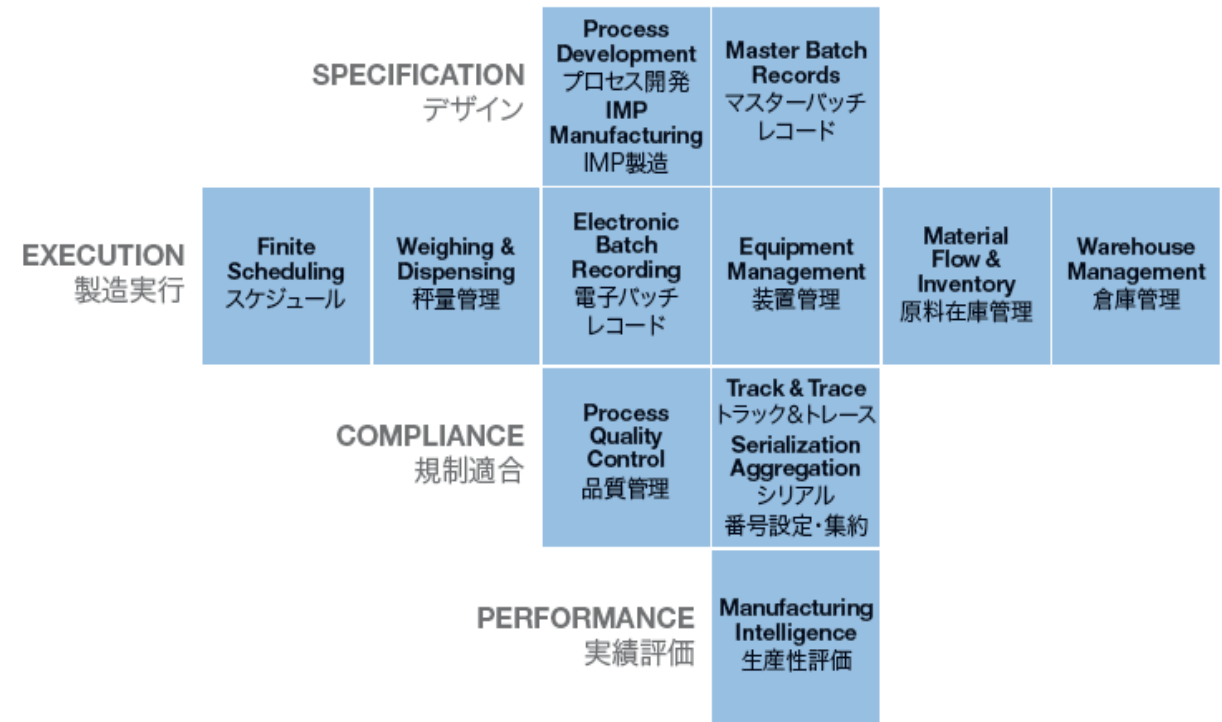 SPECIFICATION
デザイン
Process
Development
プロセス開発
IMP
Manufacturing
IMP製造
Master Batch
Records
マスターバッチ
レコード
EXECUTION
製造実行
Finite
Scheduling
スケジュール
Weighing &
Dispensing
秤量管理
Electronic
Batch
Recording
電子バッチ
レコード
Equipment
Management
装置管理
Material
Flow &
Inventory
原料在庫管理
Warehouse
Management
倉庫管理
COMPLIANCE
規制適合
Process
Quality
Control
品質管理
Track & Trace
トラック&トレース
Serialization
Aggregation
シリアル
番号設定・集約
PERFORMANCE
実績評価
Manufacturing
Intelligence
生産性評価